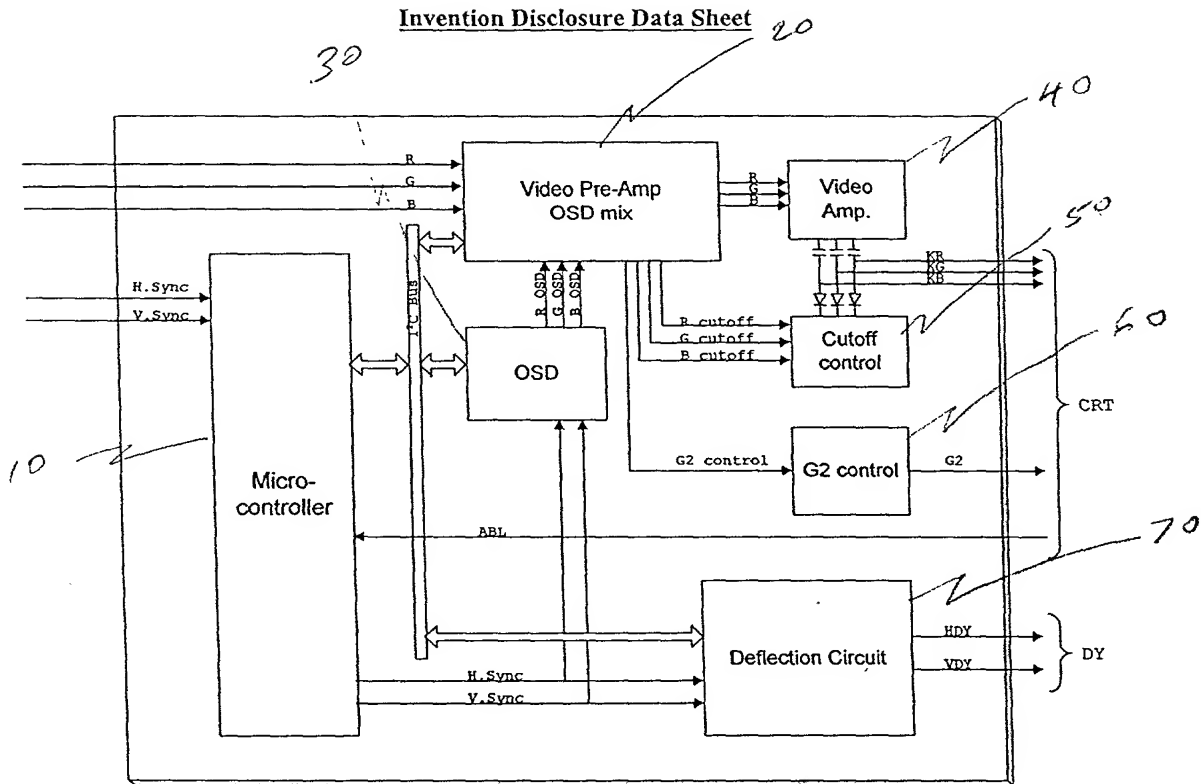 Invention Disclosure Data Sheet
20
30
40
R
G
B
Video Pre-Amp
OSD mix
R
G
B
Video
Amp.
50
KR
KG
KB
H.Sync
V.Sync
I²C Bus
R OSD
G OSD
B OSD
R cutoff
G cutoff
B cutoff
Cutoff
control
60
OSD
CRT
10
Micro-
controller
G2 control
G2 control
G2
ABL
70
Deflection Circuit
HDY
VDY
DY
H.Sync
V.Sync